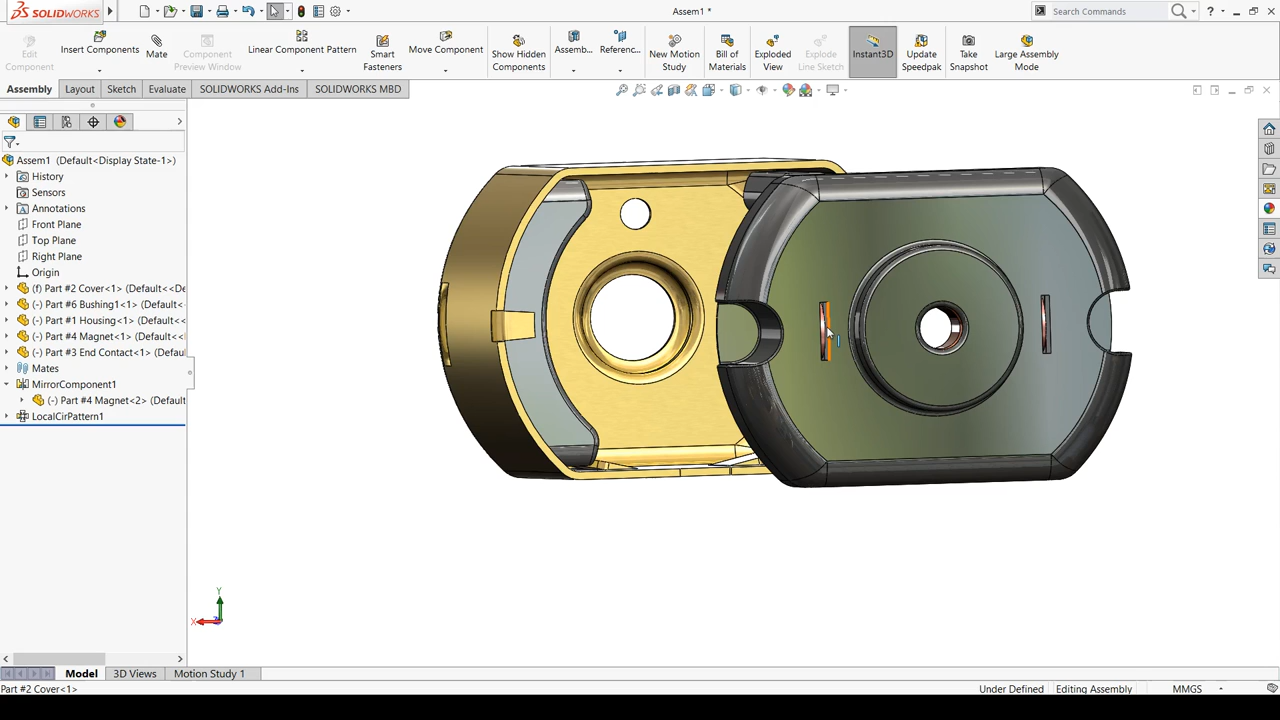 SOLIDWORKS
Assem1 *
Search Commands
?
Edit Component
Insert Components
Mate
Component Preview Window
Linear Component Pattern
Smart Fasteners
Move Component
Show Hidden Components
Assemb...
Referenc...
New Motion Study
Bill of Materials
Exploded View
Explode Line Sketch
Instant3D
Update Speedpak
Take Snapshot
Large Assembly Mode
Assembly
Layout
Sketch
Evaluate
SOLIDWORKS Add-Ins
SOLIDWORKS MBD
Assem1 (Default<Display State-1>)
History
Sensors
Annotations
Front Plane
Top Plane
Right Plane
Origin
(f) Part #2 Cover<1> (Default<<De
(-) Part #6 Bushing1<1> (Default<
(-) Part #1 Housing<1> (Default<<
(-) Part #4 Magnet<1> (Default<<
(-) Part #3 End Contact<1> (Defau
Mates
MirrorComponent1
(-) Part #4 Magnet<2> (Default
LocalCirPattern1
Y
X
Model
3D Views
Motion Study 1
Part #2 Cover<1>
Under Defined
Editing Assembly
MMGS